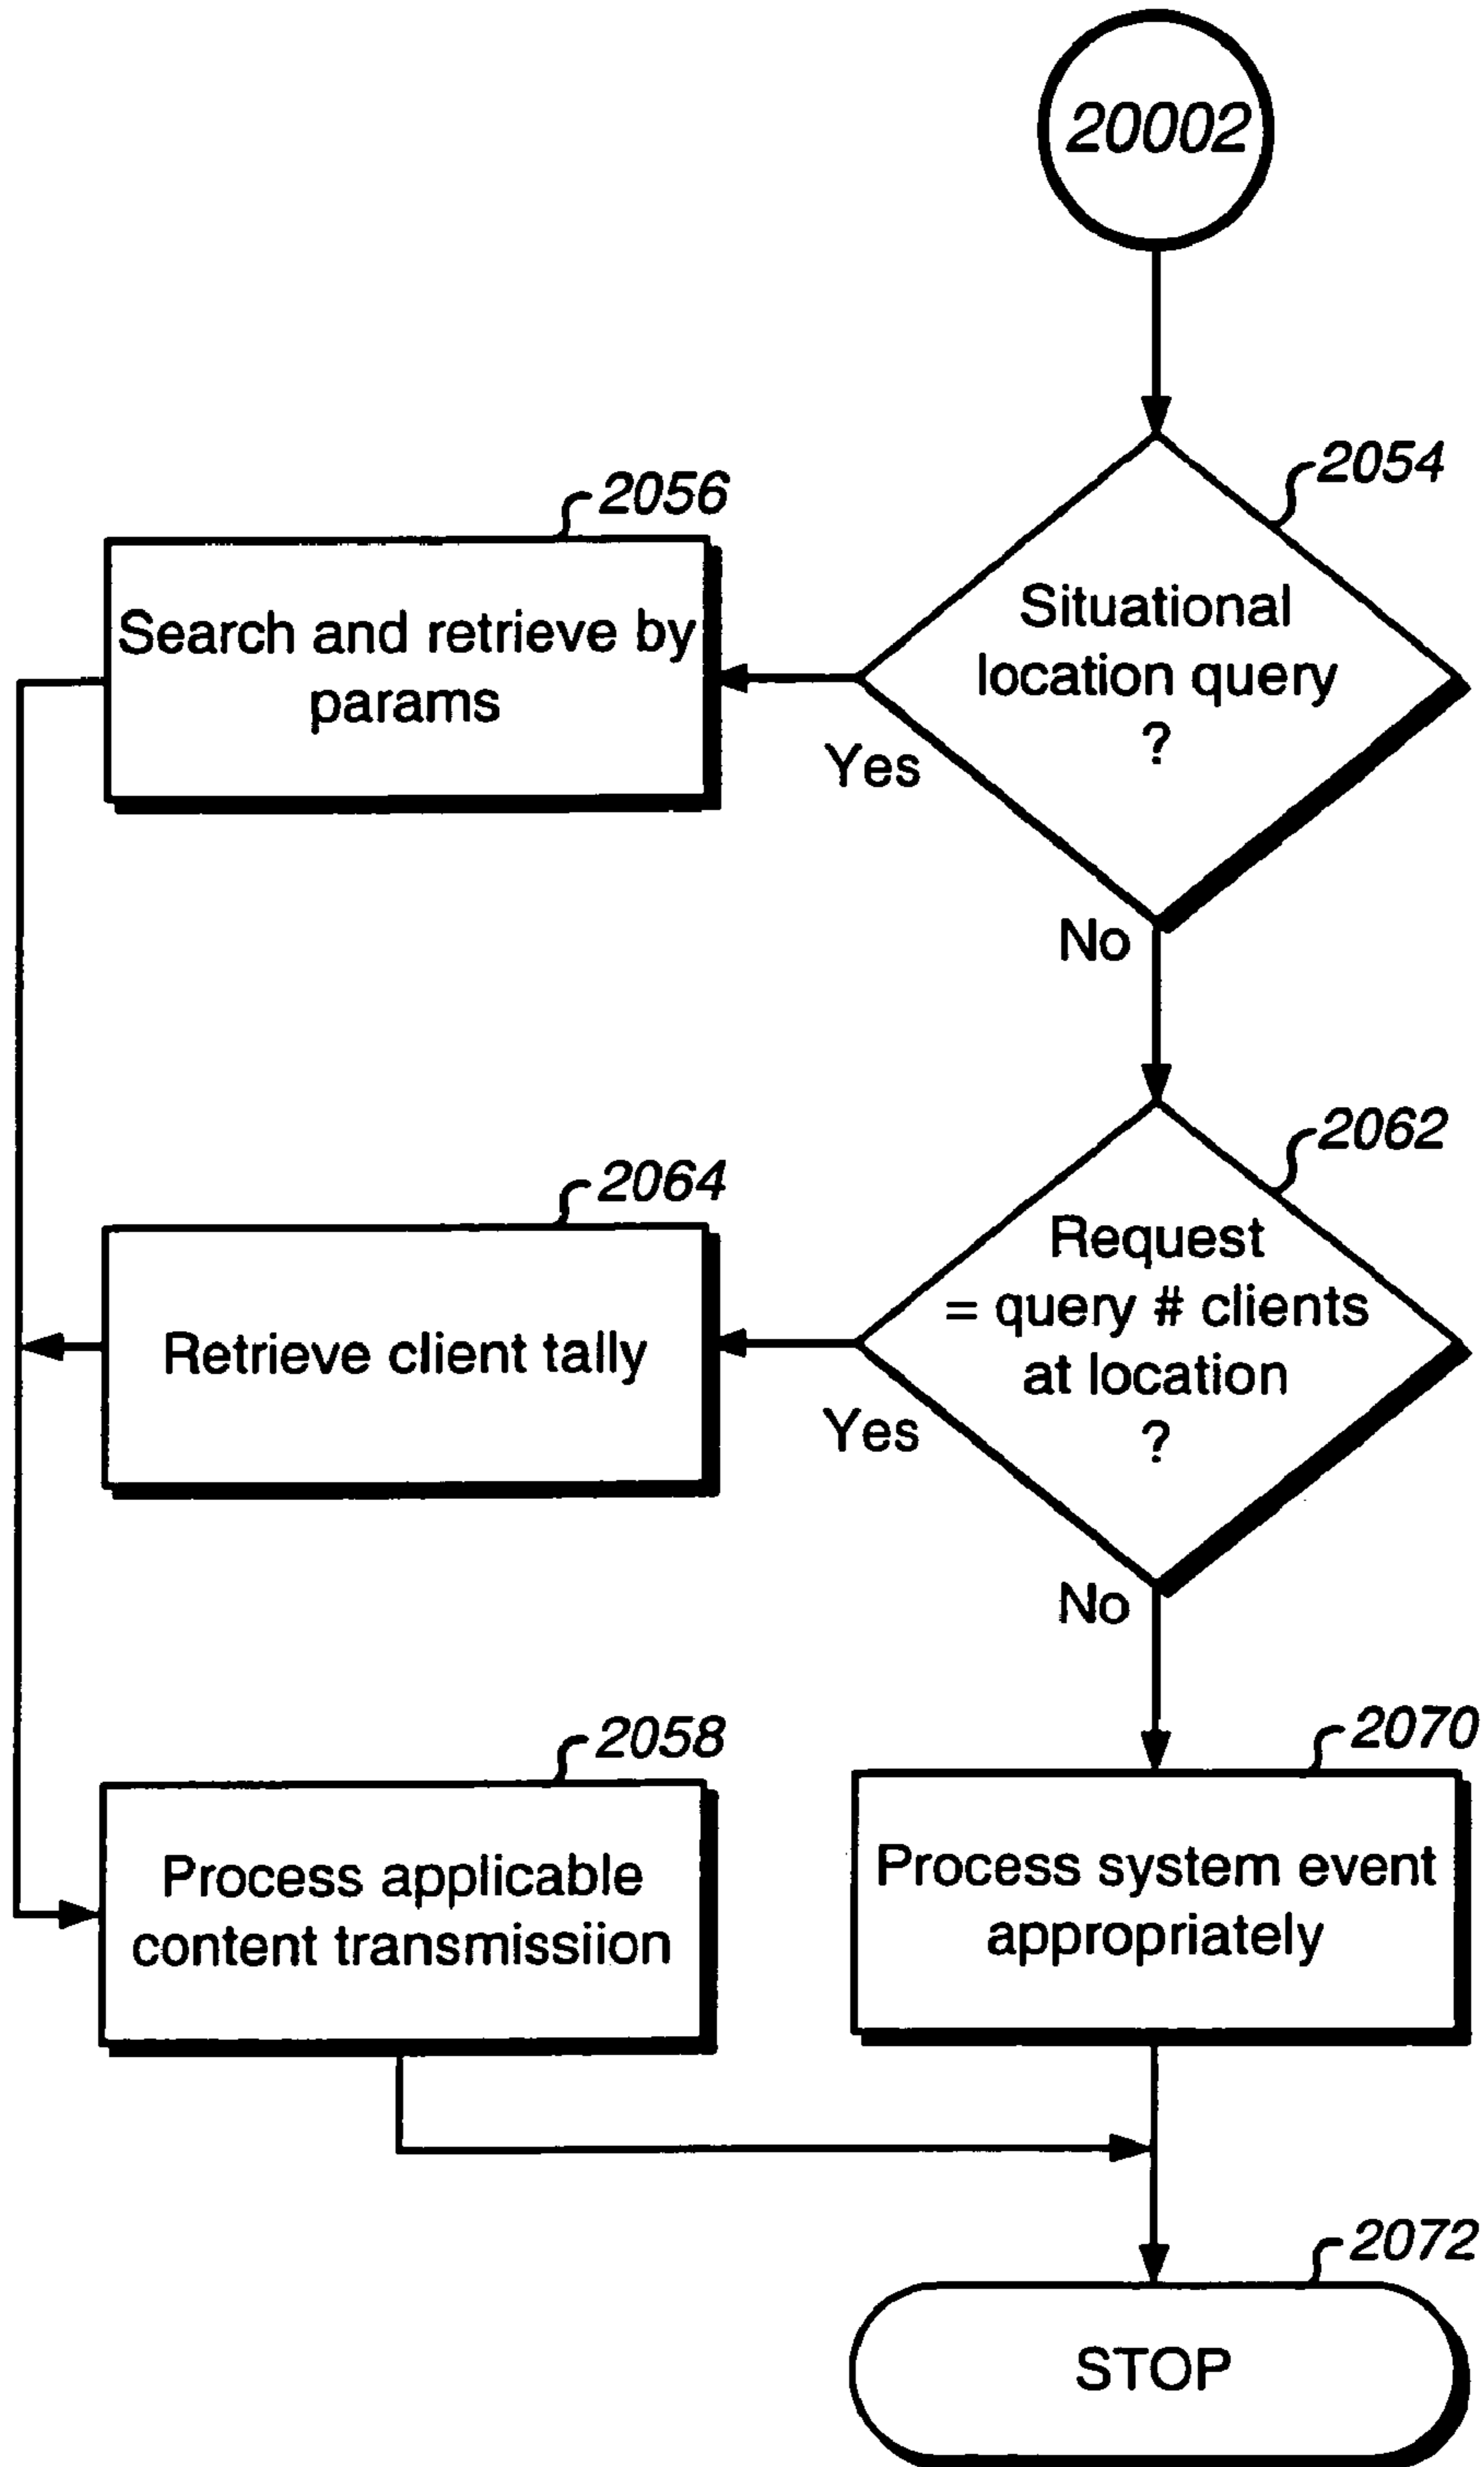 20002
2054
Situational
location query
?
Yes
No
2056
Search and retrieve by
params
2062
Request
= query # clients
at location
?
Yes
No
2064
Retrieve client tally
2058
Process applicable
content transmissiion
2070
Process system event
appropriately
2072
STOP